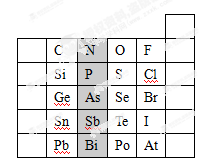 C N O F
Si P S Cl
Ge As Se Br
Sn Sb Te I
Pb Bi Po At